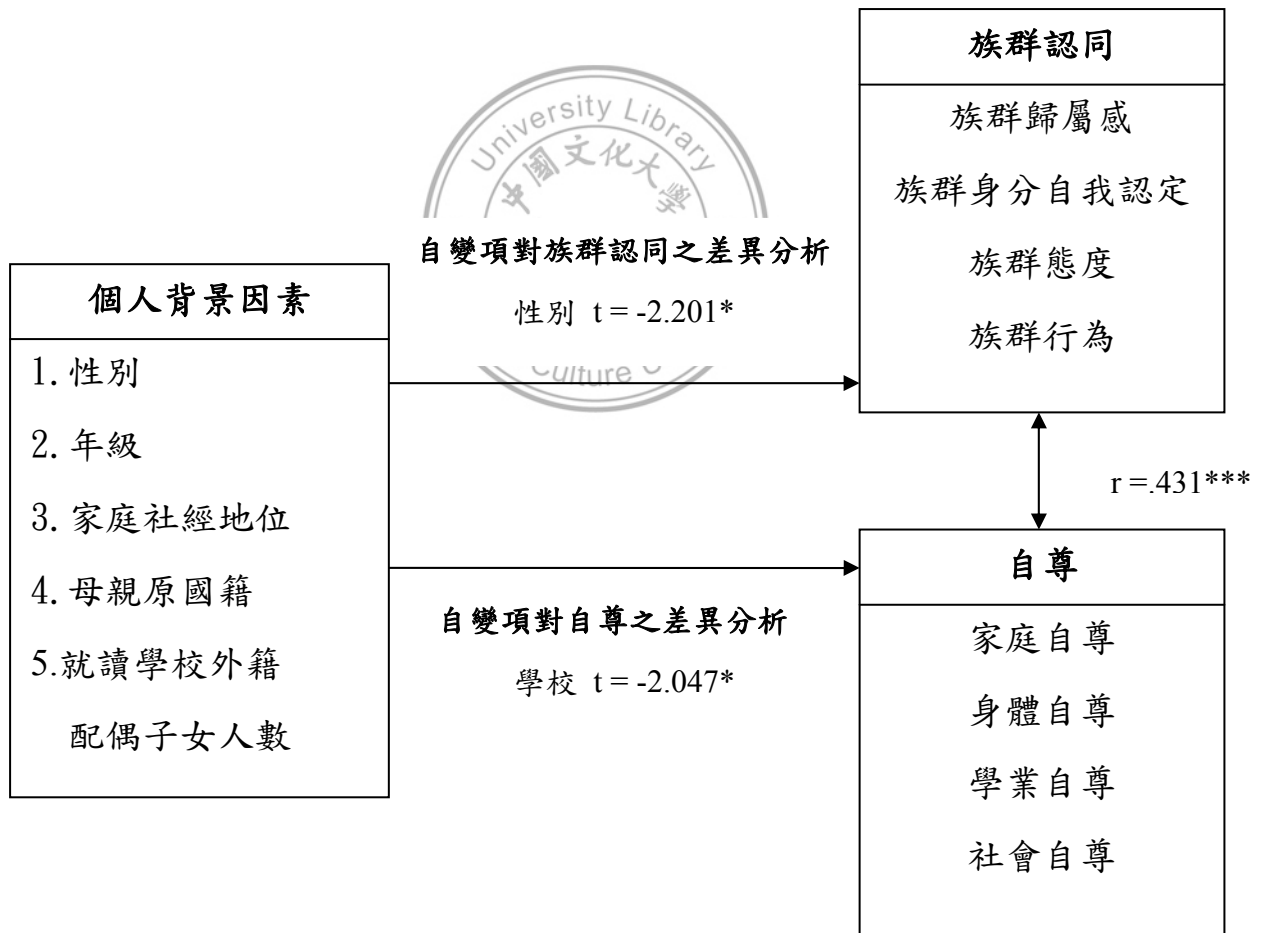 族群認同
族群歸屬感
族群身分自我認定
族群態度
族群行為
University Library
中國文化大學
自變項對族群認同之差異分析
性別 t = -2.201*
Culture
個人背景因素
1. 性別
2. 年級
3. 家庭社經地位
4. 母親原國籍
5.就讀學校外籍
配偶子女人數
r =.431***
自變項對自尊之差異分析
學校 t = -2.047*
自尊
家庭自尊
身體自尊
學業自尊
社會自尊